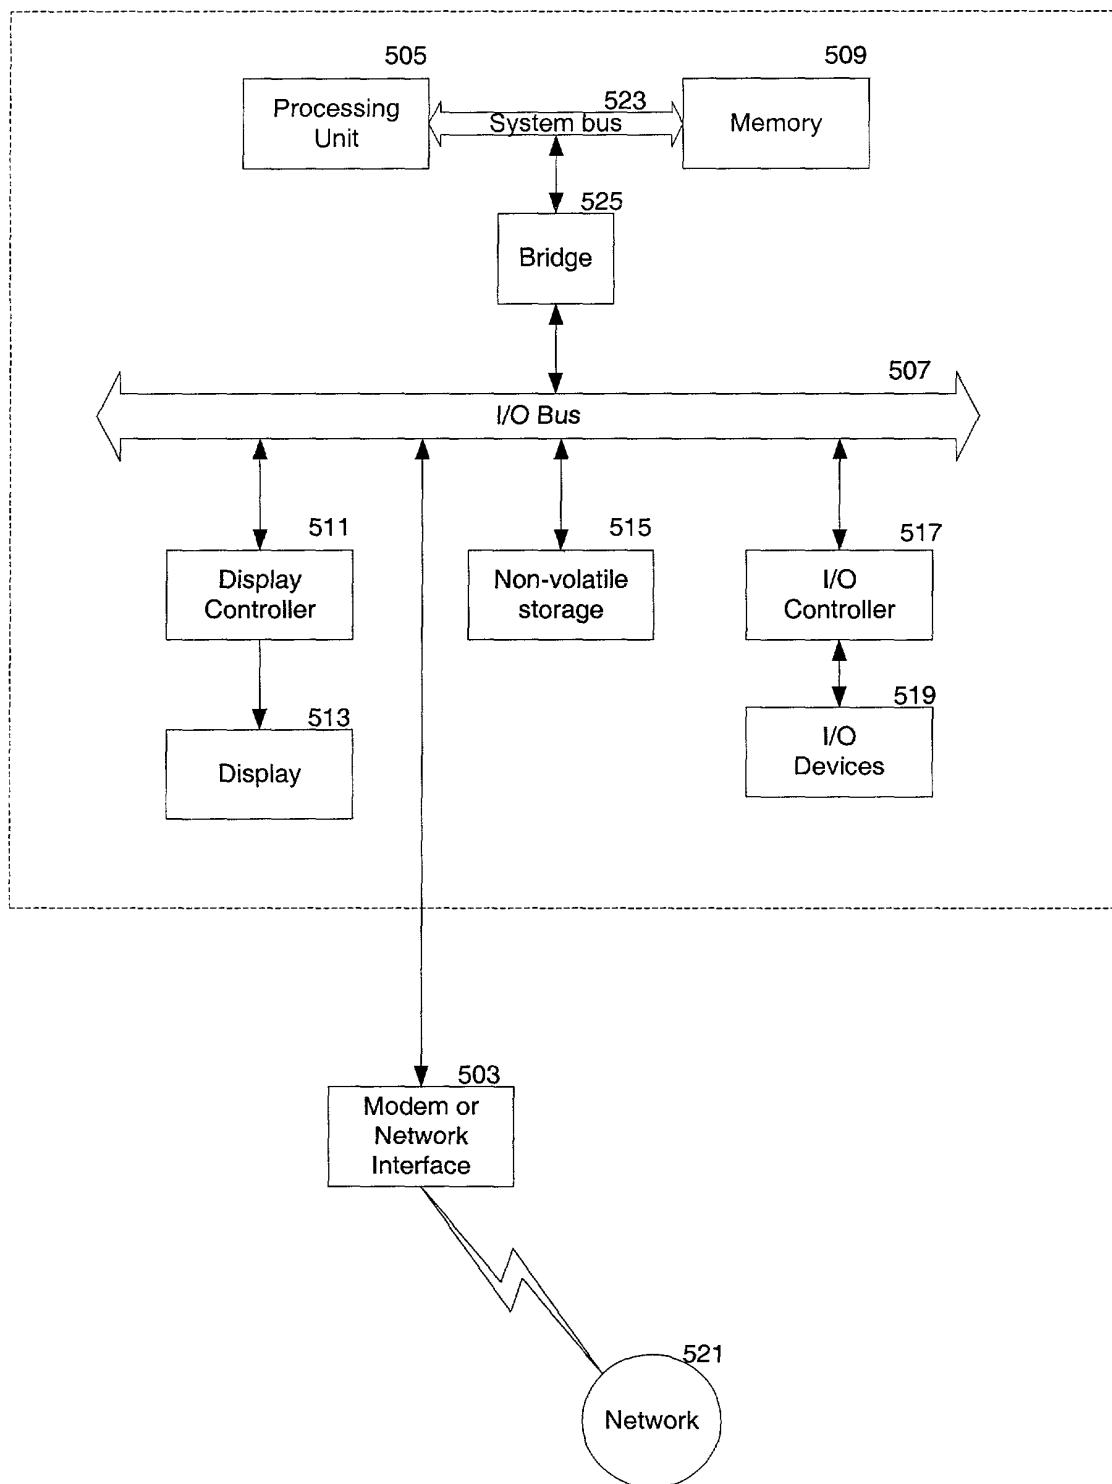 505
509
Processing
Unit
523
System bus
Memory
525
Bridge
507
I/O Bus
511
515
517
Display
Controller
Non-volatile
storage
I/O
Controller
513
519
Display
I/O
Devices
503
Modem or
Network
Interface
521
Network